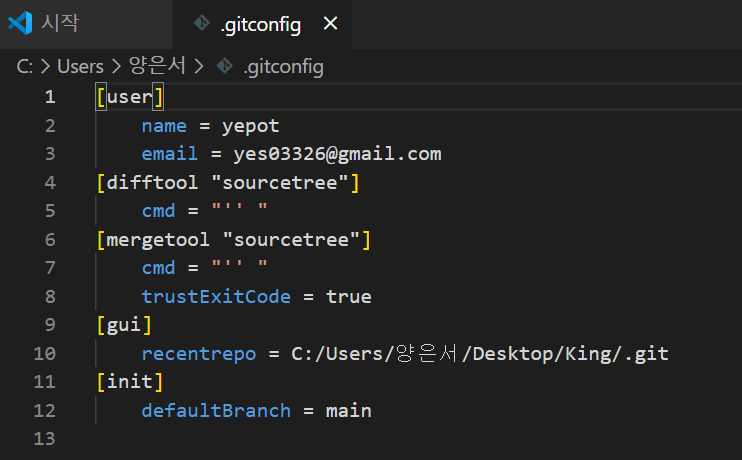 시작 .gitconfig ×
C: > Users > 양은서 > .gitconfig
1 [user]
2 name = yepot
3 email = yes03326@gmail.com
4 [difftool "sourcetree"]
5 cmd = "'' "
6 [mergetool "sourcetree"]
7 cmd = "'' "
8 trustExitCode = true
9 [gui]
10 recentrepo = C:/Users/양은서/Desktop/King/.git
11 [init]
12 defaultBranch = main
13